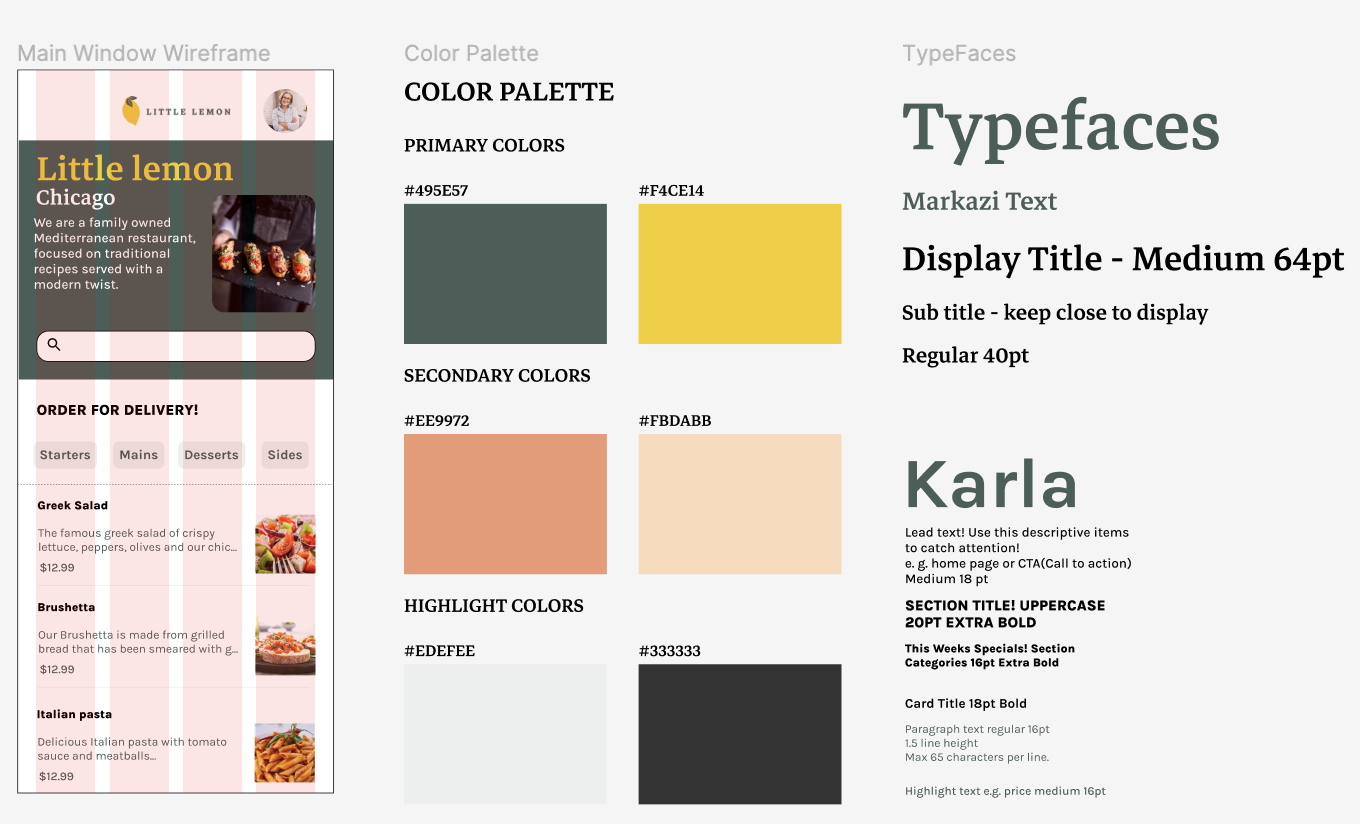 Main Window Wireframe
LITTLE LEMON
Little lemon
Chicago
We are a family owned
Mediterranean restaurant,
focused on traditional
recipes served with a
modern twist.
ORDER FOR DELIVERY!
Starters Mains Desserts Sides
Greek Salad
The famous greek salad of crispy
lettuce, peppers, olives and our chic...
$12.99
Brushetta
Our Brushetta is made from grilled
bread that has been smeared with g...
$12.99
Italian pasta
Delicious Italian pasta with tomato
sauce and meatballs...
$12.99
Color Palette
COLOR PALETTE
PRIMARY COLORS
#495E57 #F4CE14
SECONDARY COLORS
#EE9972 #FBDABB
HIGHLIGHT COLORS
#EDEFEE #333333
TypeFaces
Typefaces
Markazi Text
Display Title - Medium 64pt
Sub title - keep close to display
Regular 40pt
Karla
Lead text! Use this descriptive items
to catch attention!
e. g. home page or CTA(Call to action)
Medium 18 pt
SECTION TITLE! UPPERCASE
20PT EXTRA BOLD
This Weeks Specials! Section
Categories 16pt Extra Bold
Card Title 18pt Bold
Paragraph text regular 16pt
1.5 line height
Max 65 characters per line.
Highlight text e.g. price medium 16pt